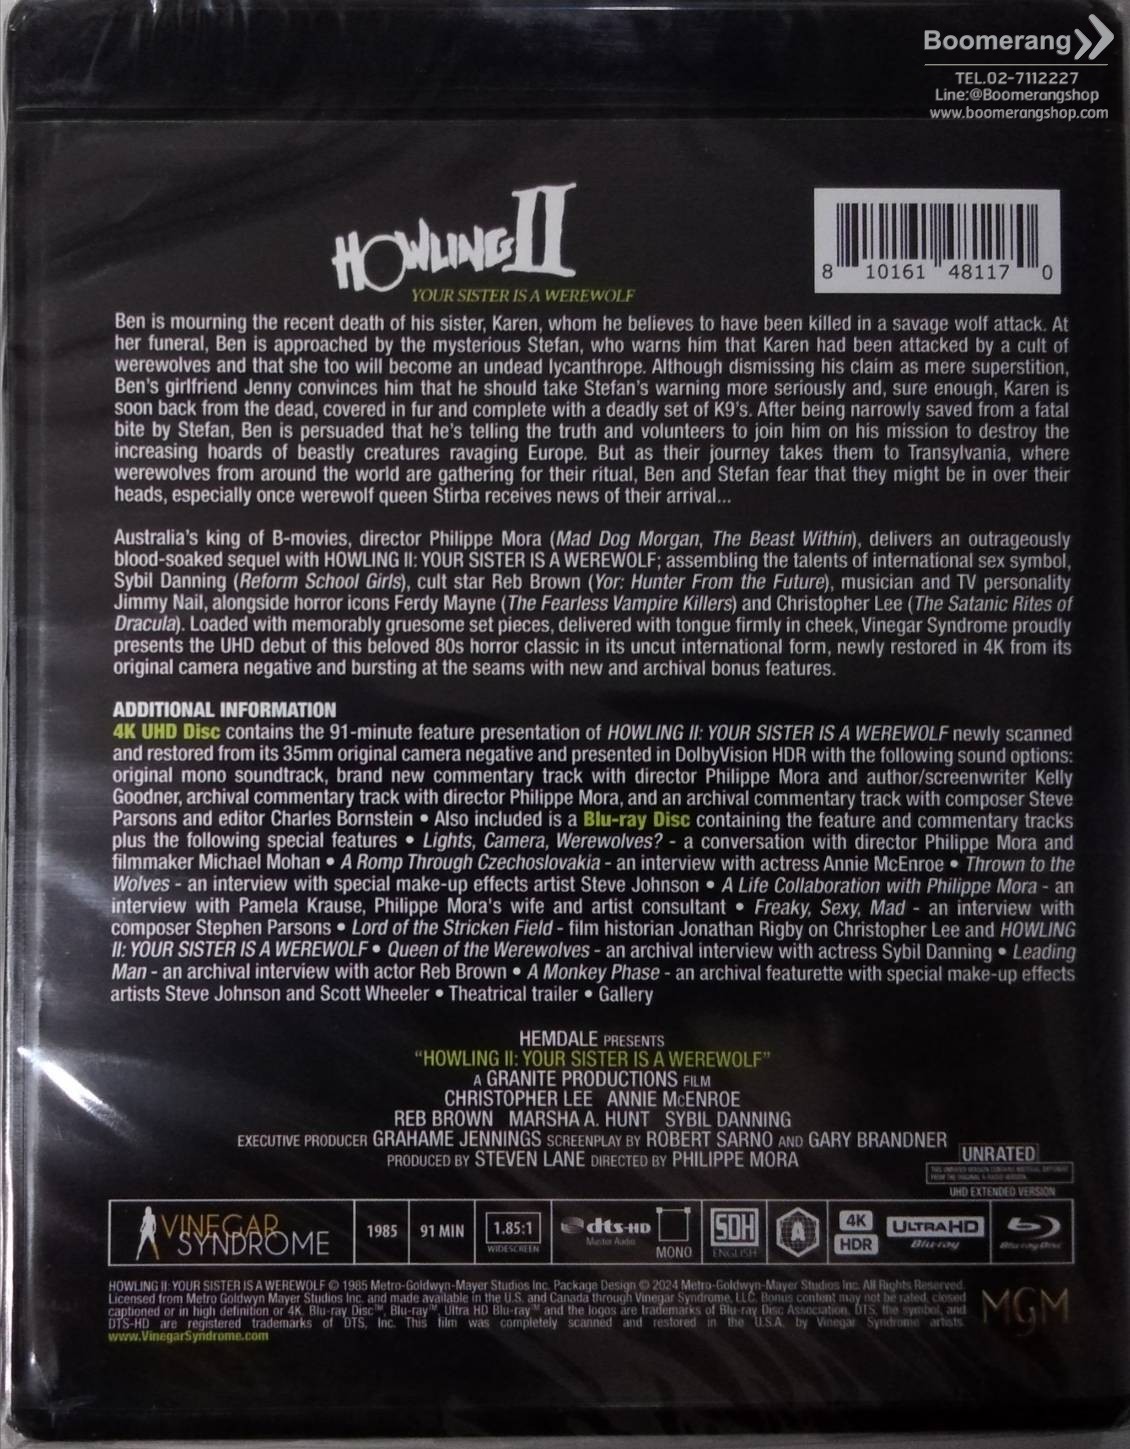 Boomerang
TEL.02-7112227
Line:@Boomerangshop
www.boomerangshop.com
HOWLING II
YOUR SISTER IS A WEREWOLF
8 10161 48117 0
Ben is mourning the recent death of his sister, Karen, whom he believes to have been killed in a savage wolf attack. At
her funeral, Ben is approached by the mysterious Stefan, who warns him that Karen had been attacked by a cult of
werewolves and that she too will become an undead lycanthrope. Although dismissing his claim as mere superstition,
Ben's girlfriend Jenny convinces him that he should take Stefan's warning more seriously and, sure enough, Karen is
soon back from the dead, covered in fur and complete with a deadly set of K9's. After being narrowly saved from a fatal
bite by Stefan, Ben is persuaded that he's telling the truth and volunteers to join him on his mission to destroy the
increasing hoards of beastly creatures ravaging Europe. But as their journey takes them to Transylvania, where
werewolves from around the world are gathering for their ritual, Ben and Stefan fear that they might be in over their
heads, especially once werewolf queen Stirba receives news of their arrival...
Australia's king of B-movies, director Philippe Mora (Mad Dog Morgan, The Beast Within), delivers an outrageously
blood-soaked sequel with HOWLING II: YOUR SISTER IS A WEREWOLF; assembling the talents of international sex symbol,
Sybil Danning (Reform School Girls), cult star Reb Brown (Yor: Hunter From the Future), musician and TV personality
Jimmy Nail, alongside horror icons Ferdy Mayne (The Fearless Vampire Killers) and Christopher Lee (The Satanic Rites of
Dracula). Loaded with memorably gruesome set pieces, delivered with tongue firmly in cheek, Vinegar Syndrome proudly
presents the UHD debut of this beloved 80s horror classic in its uncut international form, newly restored in 4K from its
original camera negative and bursting at the seams with new and archival bonus features.
ADDITIONAL INFORMATION
4K UHD Disc contains the 91-minute feature presentation of HOWLING II: YOUR SISTER IS A WEREWOLF newly scanned
and restored from its 35mm original camera negative and presented in DolbyVision HDR with the following sound options:
original mono soundtrack, brand new commentary track with director Philippe Mora and author/screenwriter Kelly
Goodner, archival commentary track with director Philippe Mora, and an archival commentary track with composer Steve
Parsons and editor Charles Bornstein • Also included is a Blu-ray Disc containing the feature and commentary tracks
plus the following special features • Lights, Camera, Werewolves? - a conversation with director Philippe Mora and
filmmaker Michael Mohan • A Romp Through Czechoslovakia - an interview with actress Annie McEnroe • Thrown to the
Wolves - an interview with special make-up effects artist Steve Johnson • A Life Collaboration with Philippe Mora - an
interview with Pamela Krause, Philippe Mora's wife and artist consultant • Freaky, Sexy, Mad - an interview with
composer Stephen Parsons • Lord of the Stricken Field - film historian Jonathan Rigby on Christopher Lee and HOWLING
II: YOUR SISTER IS A WEREWOLF • Queen of the Werewolves - an archival interview with actress Sybil Danning • Leading
Man - an archival interview with actor Reb Brown • A Monkey Phase - an archival featurette with special make-up effects
artists Steve Johnson and Scott Wheeler • Theatrical trailer • Gallery
HEMDALE PRESENTS
"HOWLING II: YOUR SISTER IS A WEREWOLF"
A GRANITE PRODUCTIONS FILM
CHRISTOPHER LEE ANNIE McENROE
REB BROWN MARSHA A. HUNT SYBIL DANNING
EXECUTIVE PRODUCER GRAHAME JENNINGS SCREENPLAY BY ROBERT SARNO AND GARY BRANDNER
PRODUCED BY STEVEN LANE DIRECTED BY PHILIPPE MORA
UNRATED
UHD EXTENDED VERSION
VINEGAR SYNDROME
1985
91 MIN
1.85:1
WIDESCREEN
dts-HD
Master Audio
MONO
SDH
ENGLISH
A
4K
HDR
ULTRA HD
Blu-ray
Blu-ray Disc
HOWLING II: YOUR SISTER IS A WEREWOLF © 1985 Metro-Goldwyn-Mayer Studios Inc. Package Design © 2024 Metro-Goldwyn-Mayer Studios Inc. All Rights Reserved.
Licensed from Metro Goldwyn Mayer Studios Inc. and made available in the U.S. and Canada through Vinegar Syndrome, LLC. Bonus content may not be rated, closed
captioned or in high definition or 4K. Blu-ray Disc™, Blu-ray™, Ultra HD Blu-ray™ and the logos are trademarks of Blu-ray Disc Association. DTS, the symbol, and
DTS-HD are registered trademarks of DTS, Inc. This film was completely scanned and restored in the U.S.A. by Vinegar Syndrome artists.
www.VinegarSyndrome.com
MGM